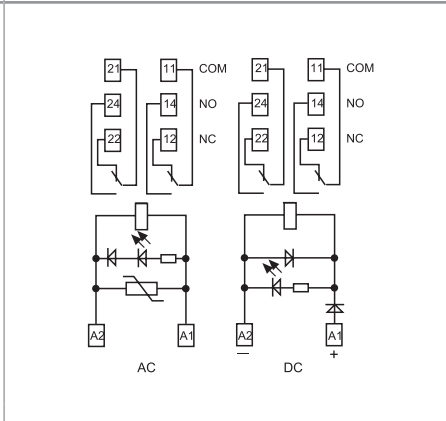 21 11 COM 21 11 COM
24 14 NO 24 14 NO
22 12 NC 22 12 NC
A2 A1 A2 A1
— +
AC DC